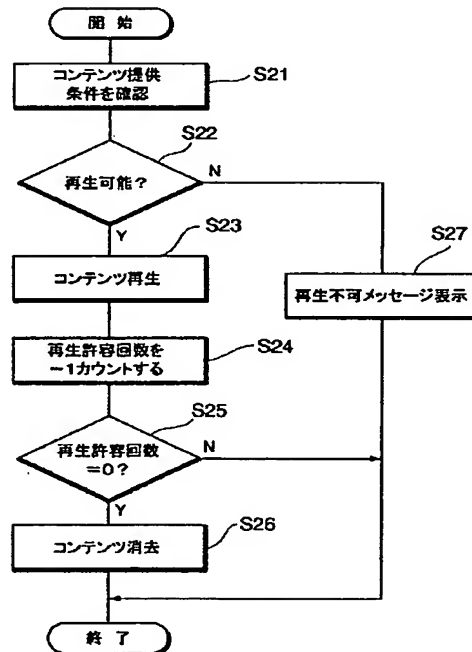 開 始
コンテンツ提供
条件を確認
S21
S22
再生可能？
N
Y
S23
コンテンツ再生
S27
再生不可メッセージ表示
再生許容回数を
－1カウントする
S24
S25
再生許容回数
＝0？
N
Y
コンテンツ消去
S26
終 了